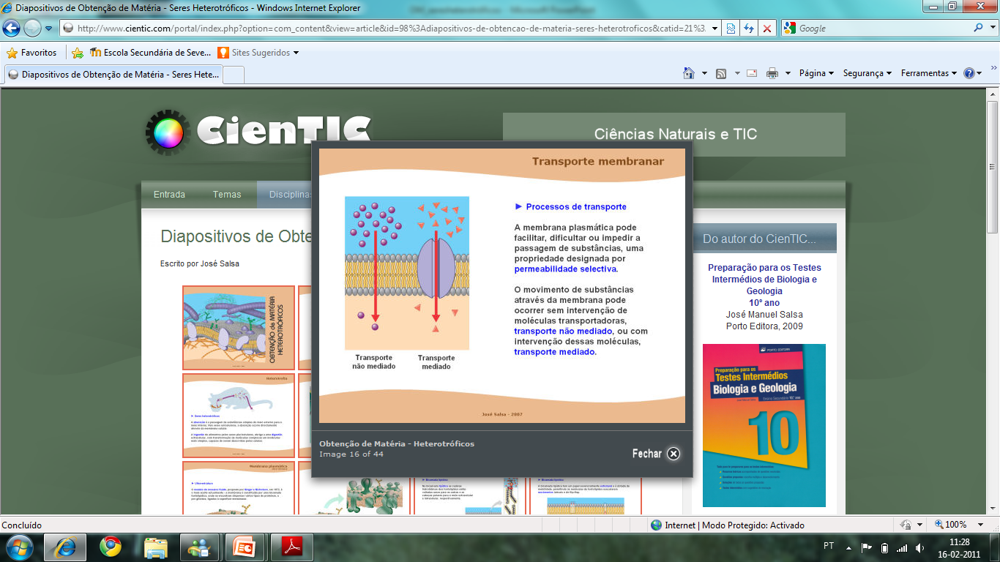 Diapositivos de Obtenção de Matéria - Seres Heterotróficos - Windows Internet Explorer
http://www.cientic.com/portal/index.php?option=com_content&view=article&id=98%3Adiapositivos-de-obtencao-de-materia-seres-heterotroficos&catid=21%3
Google
Favoritos
Escola Secundária de Seve...
Sites Sugeridos
Diapositivos de Obtenção de Matéria - Seres Hete...
Página
Segurança
Ferramentas
CienTIC
Ciências Naturais e TIC
Entrada
Temas
Disciplinas
Diapositivos de Obte
Escrito por José Salsa
OBTENÇÃO de MATÉRIA
HETEROTRÓFICOS
Heterotrofia
Membrana plasmática
Transporte membranar
► Processos de transporte
A membrana plasmática pode
facilitar, dificultar ou impedir a
passagem de substâncias, uma
propriedade designada por
permeabilidade selectiva.
O movimento de substâncias
através da membrana pode
ocorrer sem intervenção de
moléculas transportadoras,
transporte não mediado, ou com
intervenção dessas moléculas,
transporte mediado.
Transporte
não mediado
Transporte
mediado
José Salsa - 2007
Obtenção de Matéria - Heterotróficos
Image 16 of 44
Fechar
Do autor do CienTIC...
Preparação para os Testes
Intermédios de Biologia e
Geologia
10º ano
José Manuel Salsa
Porto Editora, 2009
PORTO EDITORA
Preparação para os
Testes Intermédios
Biologia e Geologia
10
Concluído
Internet | Modo Protegido: Activado
100%
PT
11:28
16-02-2011